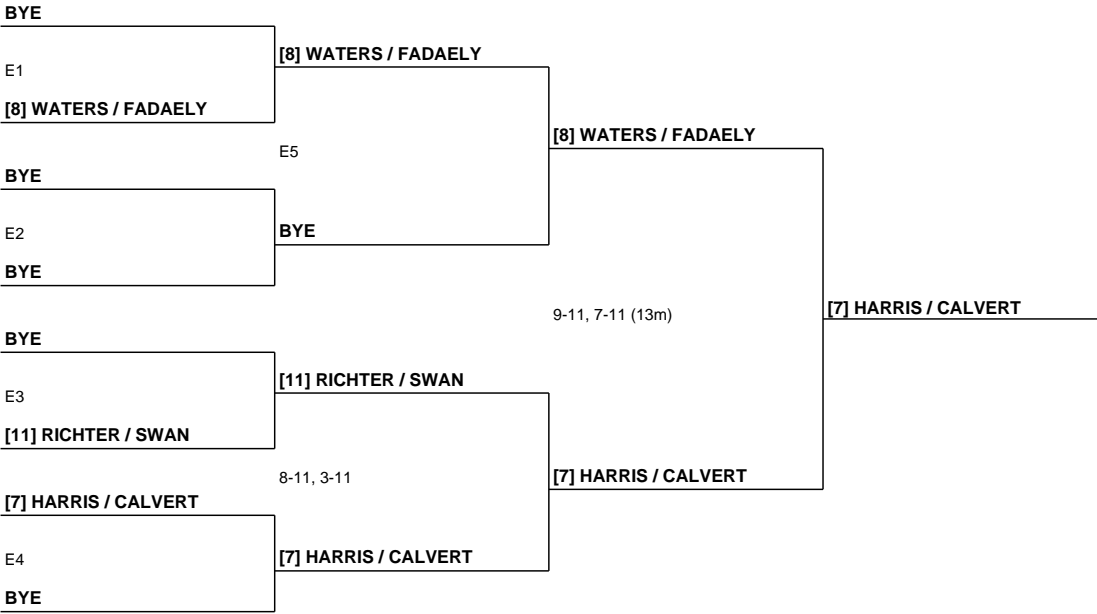 BYE
[8] WATERS / FADAELY
E1
[8] WATERS / FADAELY
[8] WATERS / FADAELY
E5
BYE
E2
BYE
BYE
9-11, 7-11 (13m)
[7] HARRIS / CALVERT
BYE
[11] RICHTER / SWAN
E3
[11] RICHTER / SWAN
8-11, 3-11
[7] HARRIS / CALVERT
[7] HARRIS / CALVERT
E4
[7] HARRIS / CALVERT
BYE